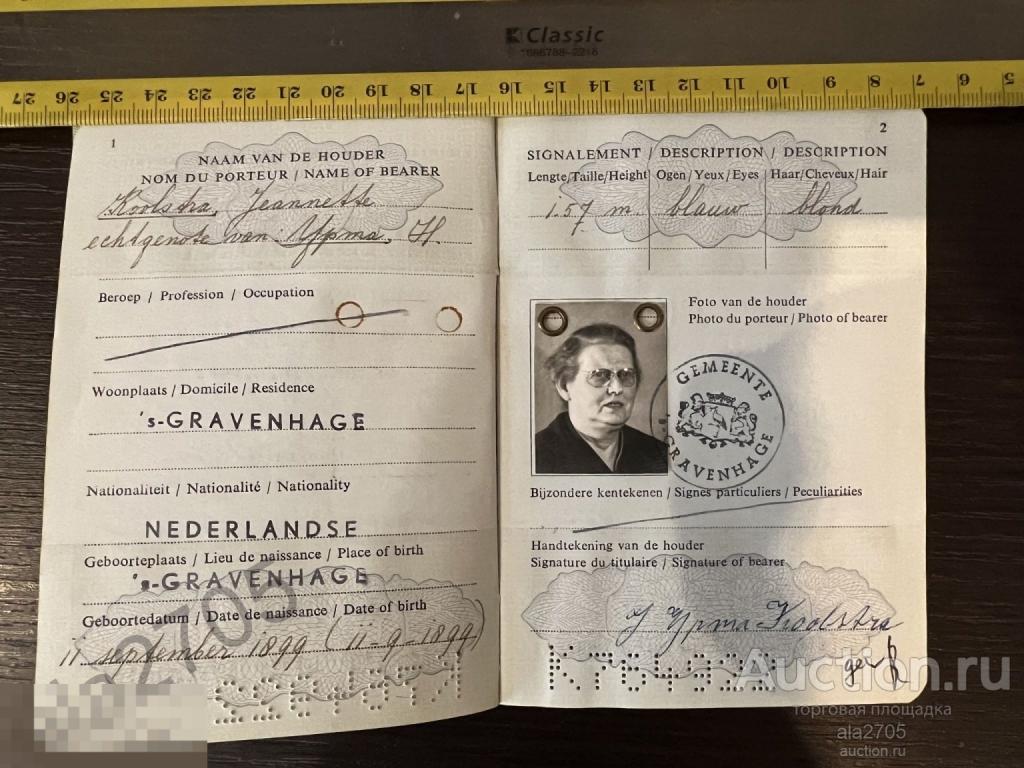 Classic
27 26 25 24 23 22 21 20 19 18 17 16 15 14 13 12 11 10 9 8 7 6 5
1
NAAM VAN DE HOUDER
NOM DU PORTEUR / NAME OF BEARER
Koolstra, Jeannette
echtgenote van: Ypma, H.
Beroep / Profession / Occupation
Woonplaats / Domicile / Residence
's-GRAVENHAGE
Nationaliteit / Nationalité / Nationality
NEDERLANDSE
Geboorteplaats / Lieu de naissance / Place of birth
's-GRAVENHAGE
Geboortedatum / Date de naissance / Date of birth
11 september 1899 (11-9-1899)
2
SIGNALEMENT / DESCRIPTION / DESCRIPTION
Lengte/Taille/Height Ogen / Yeux / Eyes Haar/Cheveux/Hair
1.57 m. blauw blond
Foto van de houder
Photo du porteur / Photo of bearer
GEMEENTE
GRAVENHAGE
Bijzondere kentekenen / Signes particuliers / Peculiarities
Handtekening van de houder
Signature du titulaire / Signature of bearer
J Ypma Koolstra
Auction.ru
торговая площадка
ala2705
auction.ru